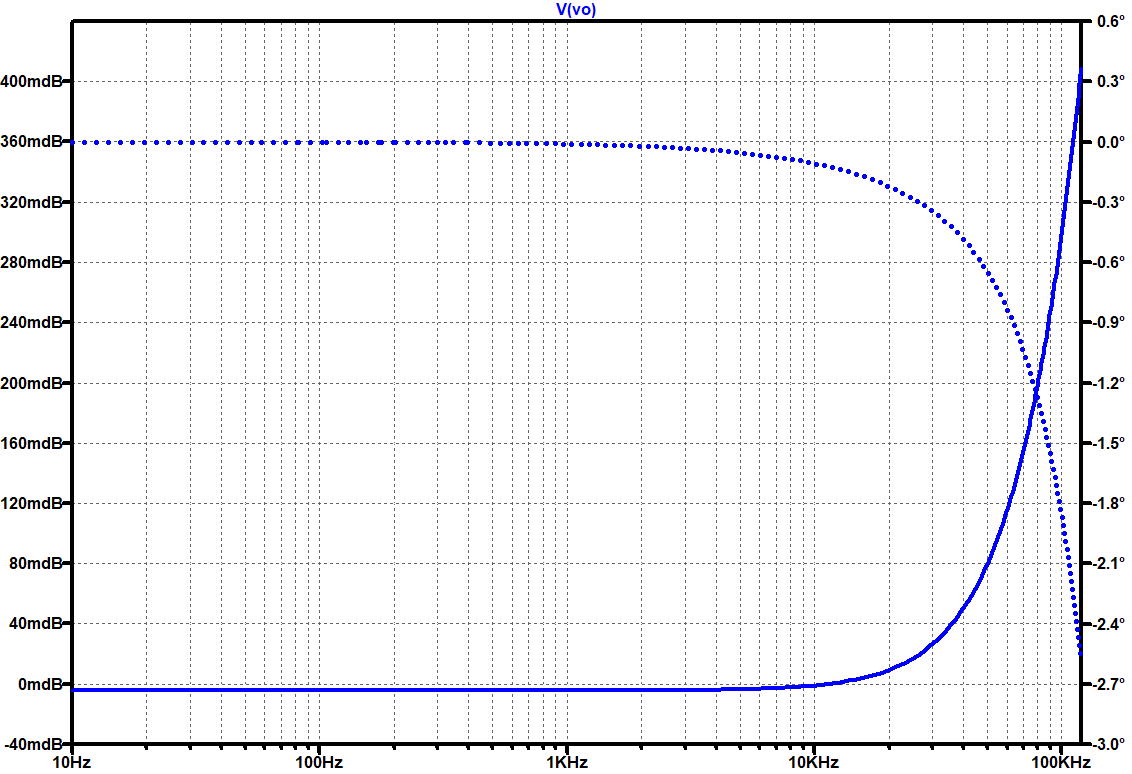 V(vo)
400mdB
360mdB
320mdB
280mdB
240mdB
200mdB
160mdB
120mdB
80mdB
40mdB
0mdB
-40mdB
0.6°
0.3°
0.0°
-0.3°
-0.6°
-0.9°
-1.2°
-1.5°
-1.8°
-2.1°
-2.4°
-2.7°
-3.0°
10Hz
100Hz
1KHz
10KHz
100KHz